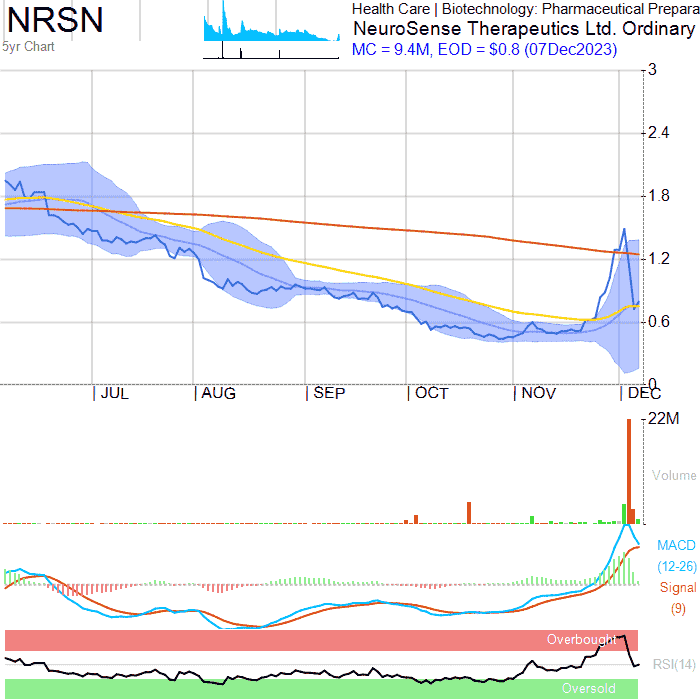 NRSN
5yr Chart
Health Care | Biotechnology: Pharmaceutical Prepara
NeuroSense Therapeutics Ltd. Ordinary
MC = 9.4M, EOD = $0.8 (07Dec2023)
3
2.4
1.8
1.2
0.6
0
JUL AUG SEP OCT NOV DEC
22M
Volume
MACD
(12-26)
Signal
(9)
Overbought
RSI(14)
Oversold